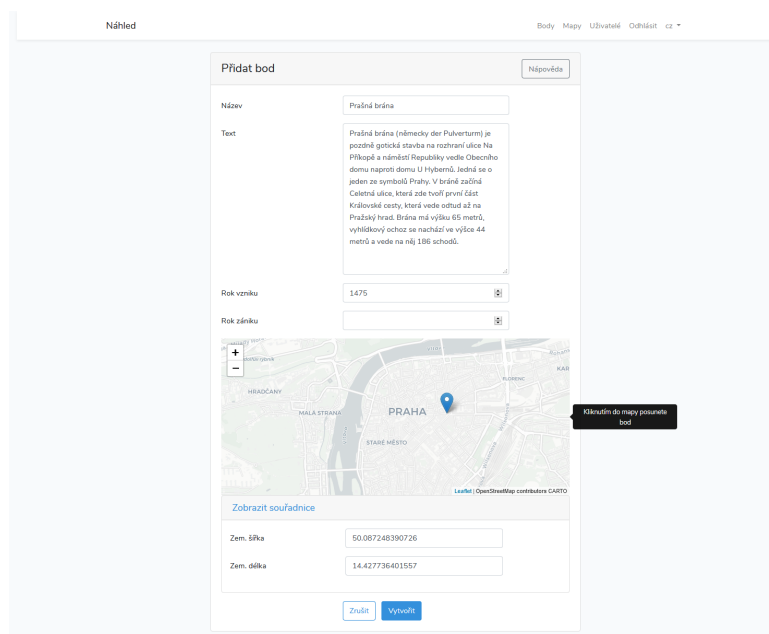 Náhled
Body Mapy Uživatelé Odhlásit cz
Přidat bod
Nápověda
Název
Prašná brána
Text
Prašná brána (německy der Pulverturm) je
pozdně gotická stavba na rozhraní ulice Na
Příkopě a náměstí Republiky vedle Obecního
domu naproti domu U Hybernů. Jedná se o
jeden ze symbolů Prahy. V bráně začíná
Celetná ulice, která zde tvoří první část
Královské cesty, která vede odtud až na
Pražský hrad. Brána má výšku 65 metrů,
vyhlídkový ochoz se nachází ve výšce 44
metrů a vede na něj 186 schodů.
Rok vzniku
1475
Rok zániku
+
−
KAR
FLORENC
HRADČANY
MALÁ STRANA
PRAHA
STARÉ MĚSTO
Kliknutím do mapy posunete
bod
Leaflet | OpenStreetMap contributors CARTO
Zobrazit souřadnice
Zem. šířka
50.087248390726
Zem. délka
14.427736401557
Zrušit
Vytvořit